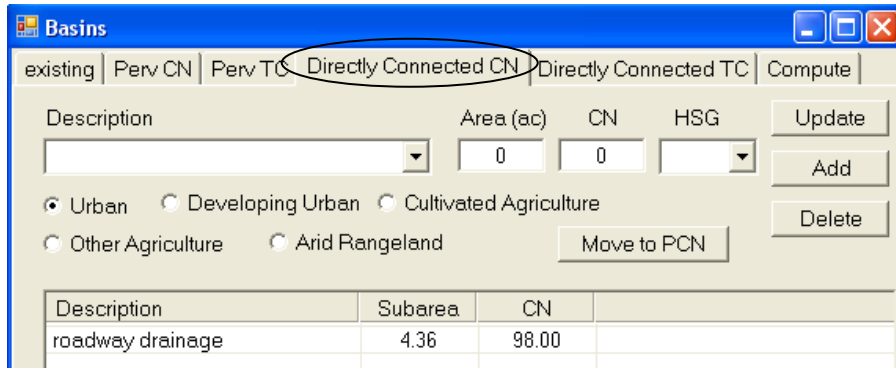 Basins
existing Perv CN Perv TC Directly Connected CN Directly Connected TC Compute
Description Area (ac) CN HSG Update
0 0
Add
Urban Developing Urban Cultivated Agriculture
Delete
Other Agriculture Arid Rangeland Move to PCN
Description Subarea CN
roadway drainage 4.36 98.00